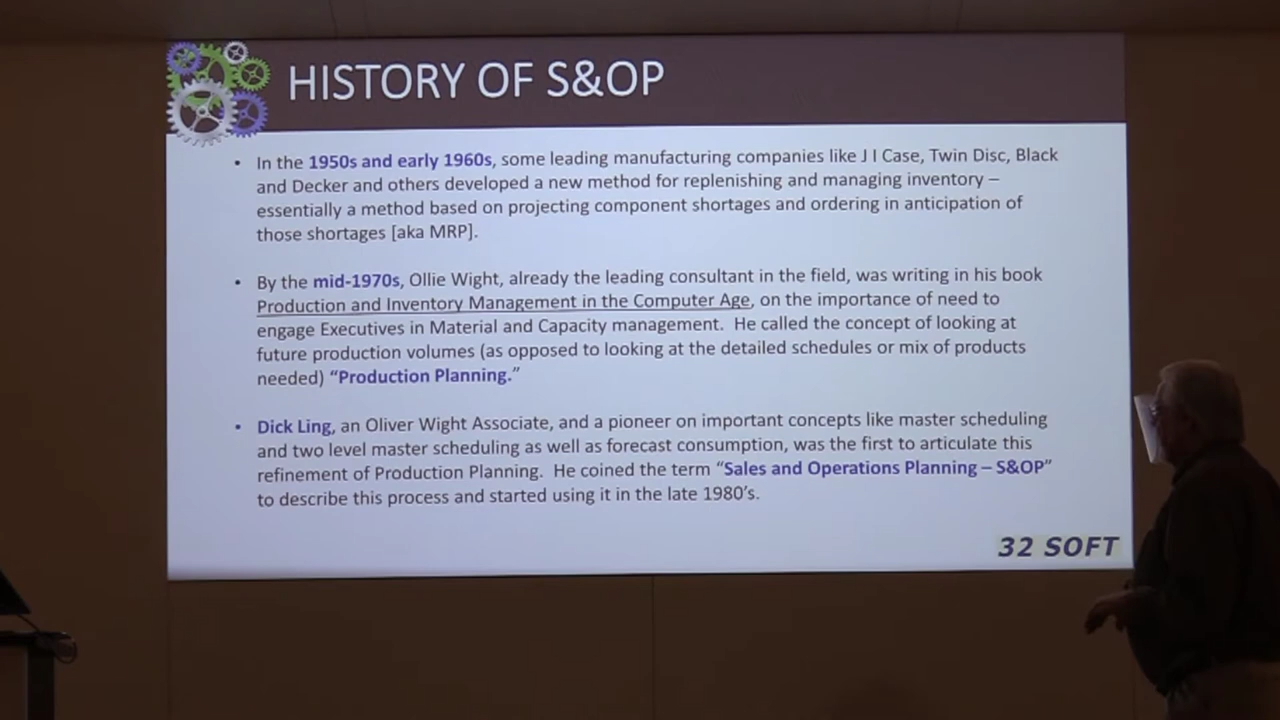 HISTORY OF S&OP
• In the 1950s and early 1960s, some leading manufacturing companies like J I Case, Twin Disc, Black
and Decker and others developed a new method for replenishing and managing inventory –
essentially a method based on projecting component shortages and ordering in anticipation of
those shortages [aka MRP].
• By the mid-1970s, Ollie Wight, already the leading consultant in the field, was writing in his book
Production and Inventory Management in the Computer Age, on the importance of need to
engage Executives in Material and Capacity management.  He called the concept of looking at
future production volumes (as opposed to looking at the detailed schedules or mix of products
needed) “Production Planning.”
• Dick Ling, an Oliver Wight Associate, and a pioneer on important concepts like master scheduling
and two level master scheduling as well as forecast consumption, was the first to articulate this
refinement of Production Planning.  He coined the term “Sales and Operations Planning – S&OP”
to describe this process and started using it in the late 1980’s.
32 SOFT